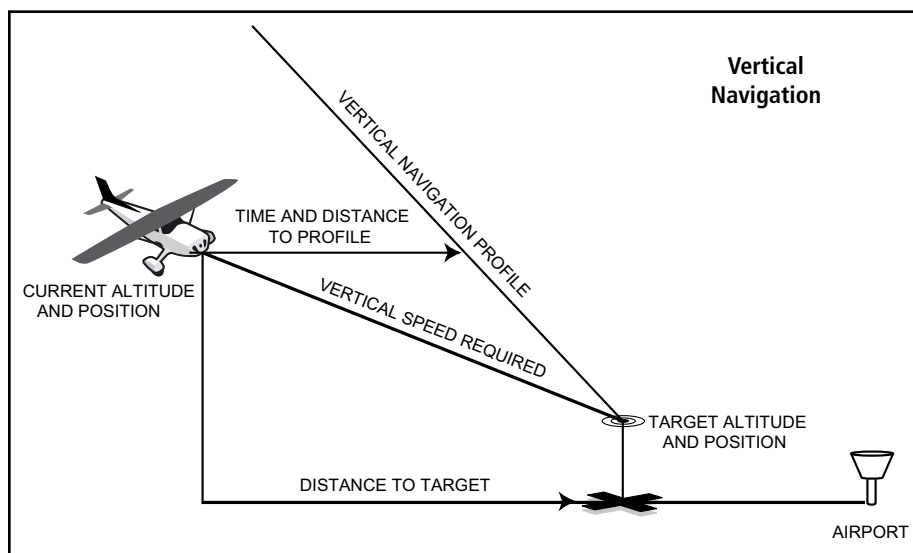 Vertical
Navigation
VERTICAL NAVIGATION PROFILE
TIME AND DISTANCE
TO PROFILE
CURRENT ALTITUDE
AND POSITION
VERTICAL SPEED REQUIRED
TARGET ALTITUDE
AND POSITION
DISTANCE TO TARGET
AIRPORT